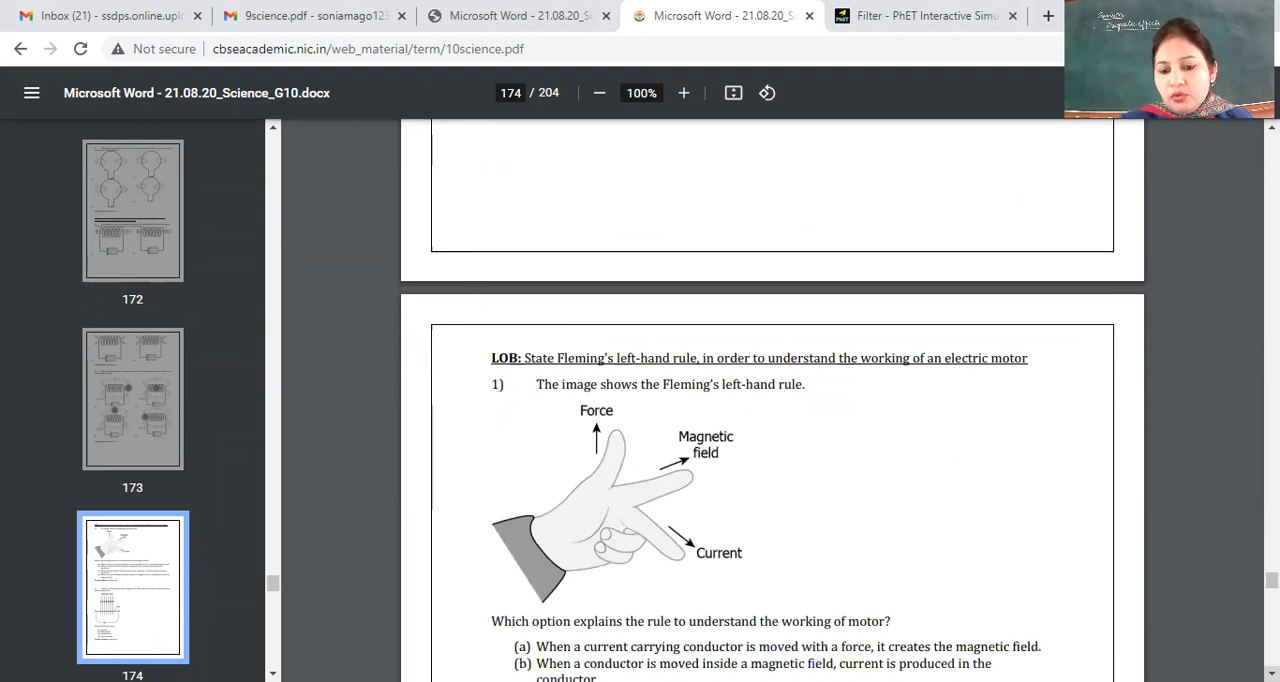 Inbox (21) - ssdps.online.uplo
9science.pdf - soniamago123
Microsoft Word - 21.08.20_S
Microsoft Word - 21.08.20_S
Filter - PhET Interactive Simu
Not secure
cbseacademic.nic.in/web_material/term/10science.pdf
Microsoft Word - 21.08.20_Science_G10.docx
174 / 204
100%
Magnetic effects
172
173
174
LOB: State Fleming's left-hand rule, in order to understand the working of an electric motor
1) The image shows the Fleming's left-hand rule.
Force
Magnetic
field
Current
Which option explains the rule to understand the working of motor?
(a) When a current carrying conductor is moved with a force, it creates the magnetic field.
(b) When a conductor is moved inside a magnetic field, current is produced in the
conductor